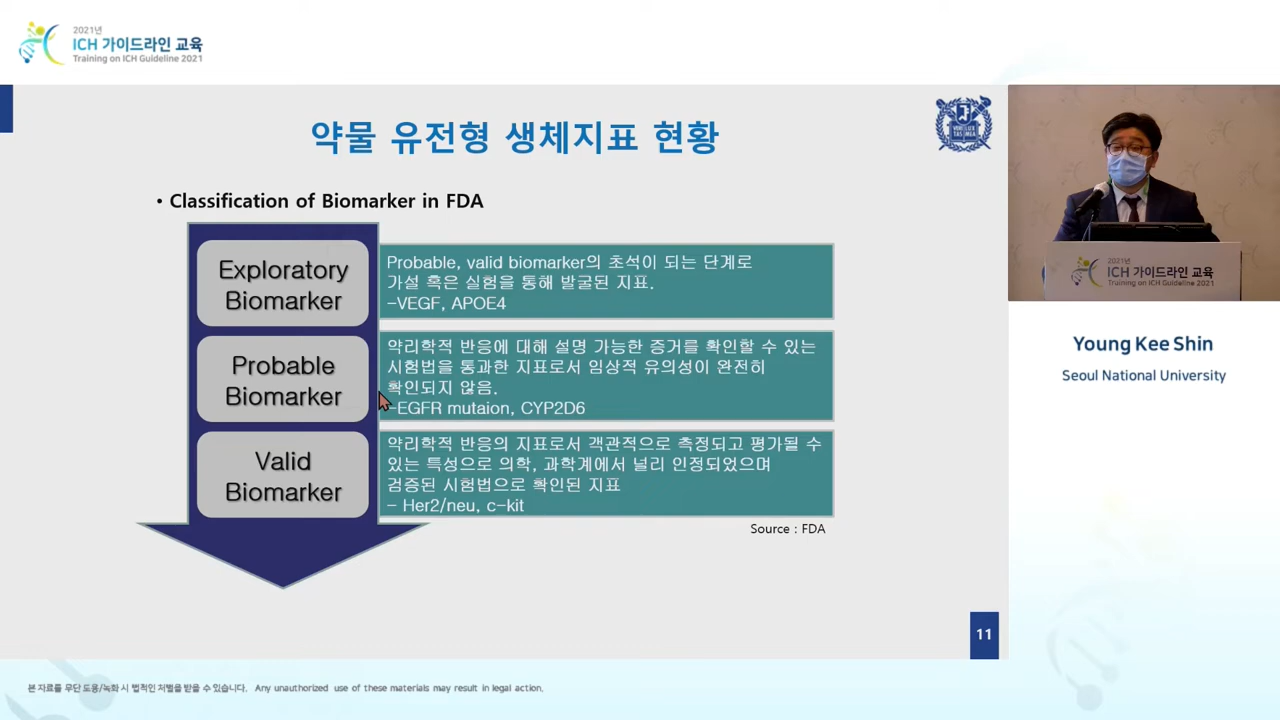 2021년
ICH 가이드라인 교육
Training on ICH Guideline 2021
약물 유전형 생체지표 현황
• Classification of Biomarker in FDA
Exploratory
Biomarker
Probable, valid biomarker의 초석이 되는 단계로
가설 혹은 실험을 통해 발굴된 지표.
-VEGF, APOE4
Probable
Biomarker
약리학적 반응에 대해 설명 가능한 증거를 확인할 수 있는
시험법을 통과한 지표로서 임상적 유의성이 완전히
확인되지 않음.
-EGFR mutaion, CYP2D6
Valid
Biomarker
약리학적 반응의 지표로서 객관적으로 측정되고 평가될 수
있는 특성으로 의학, 과학계에서 널리 인정되었으며
검증된 시험법으로 확인된 지표
- Her2/neu, c-kit
Source : FDA
11
2021년
ICH 가이드라인 교육
Training on ICH Guideline 2021
Young Kee Shin
Seoul National University
본 자료를 무단 도용/녹화 시 법적인 처벌을 받을 수 있습니다. Any unauthorized use of these materials may result in legal action.